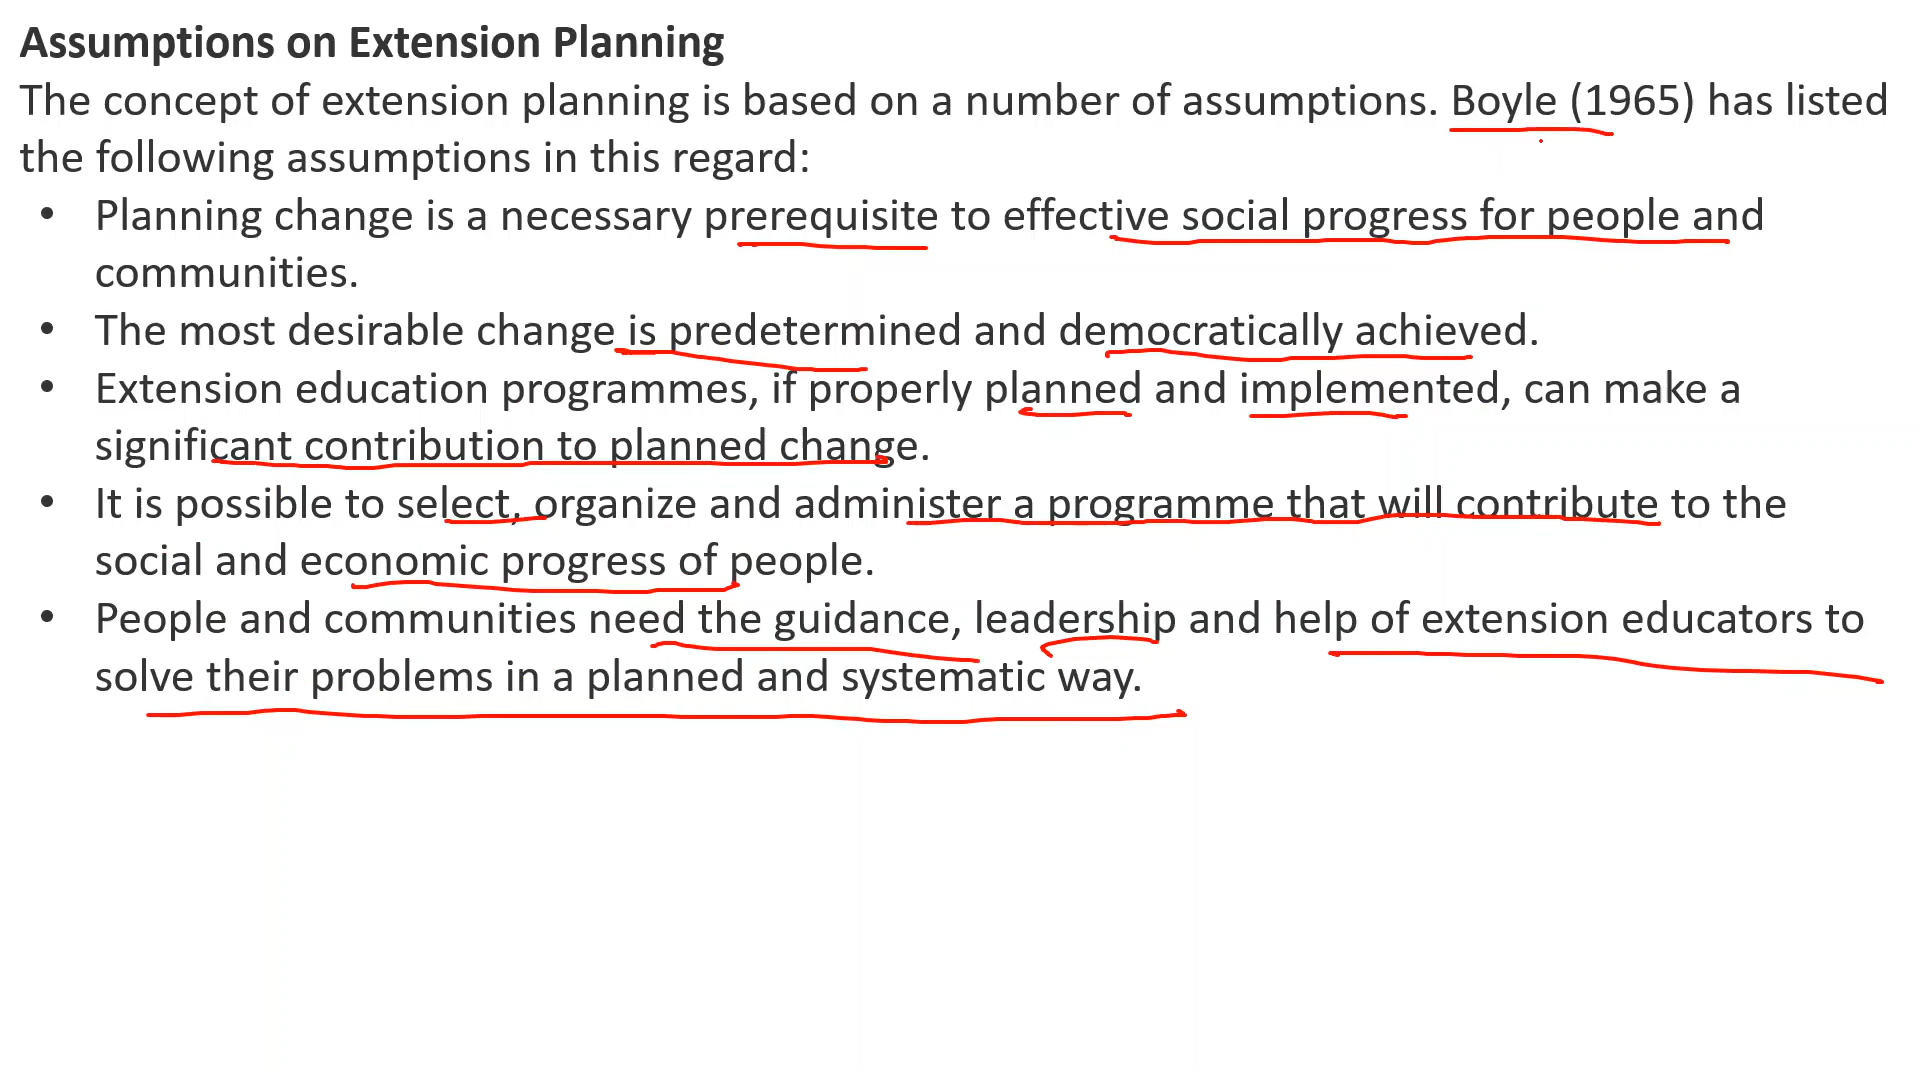 Assumptions on Extension Planning
The concept of extension planning is based on a number of assumptions. Boyle (1965) has listed
the following assumptions in this regard:
• Planning change is a necessary prerequisite to effective social progress for people and
communities.
• The most desirable change is predetermined and democratically achieved.
• Extension education programmes, if properly planned and implemented, can make a
significant contribution to planned change.
• It is possible to select, organize and administer a programme that will contribute to the
social and economic progress of people.
• People and communities need the guidance, leadership and help of extension educators to
solve their problems in a planned and systematic way.